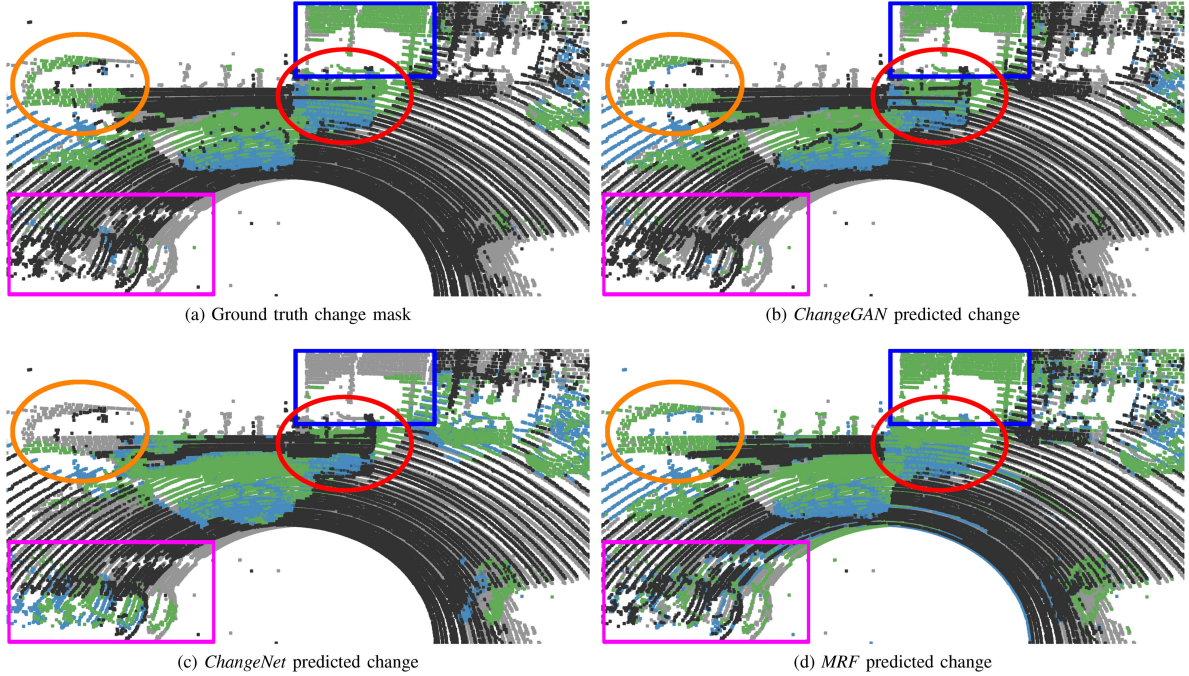 (a) Ground truth change mask
(b) ChangeGAN predicted change
(c) ChangeNet predicted change
(d) MRF predicted change